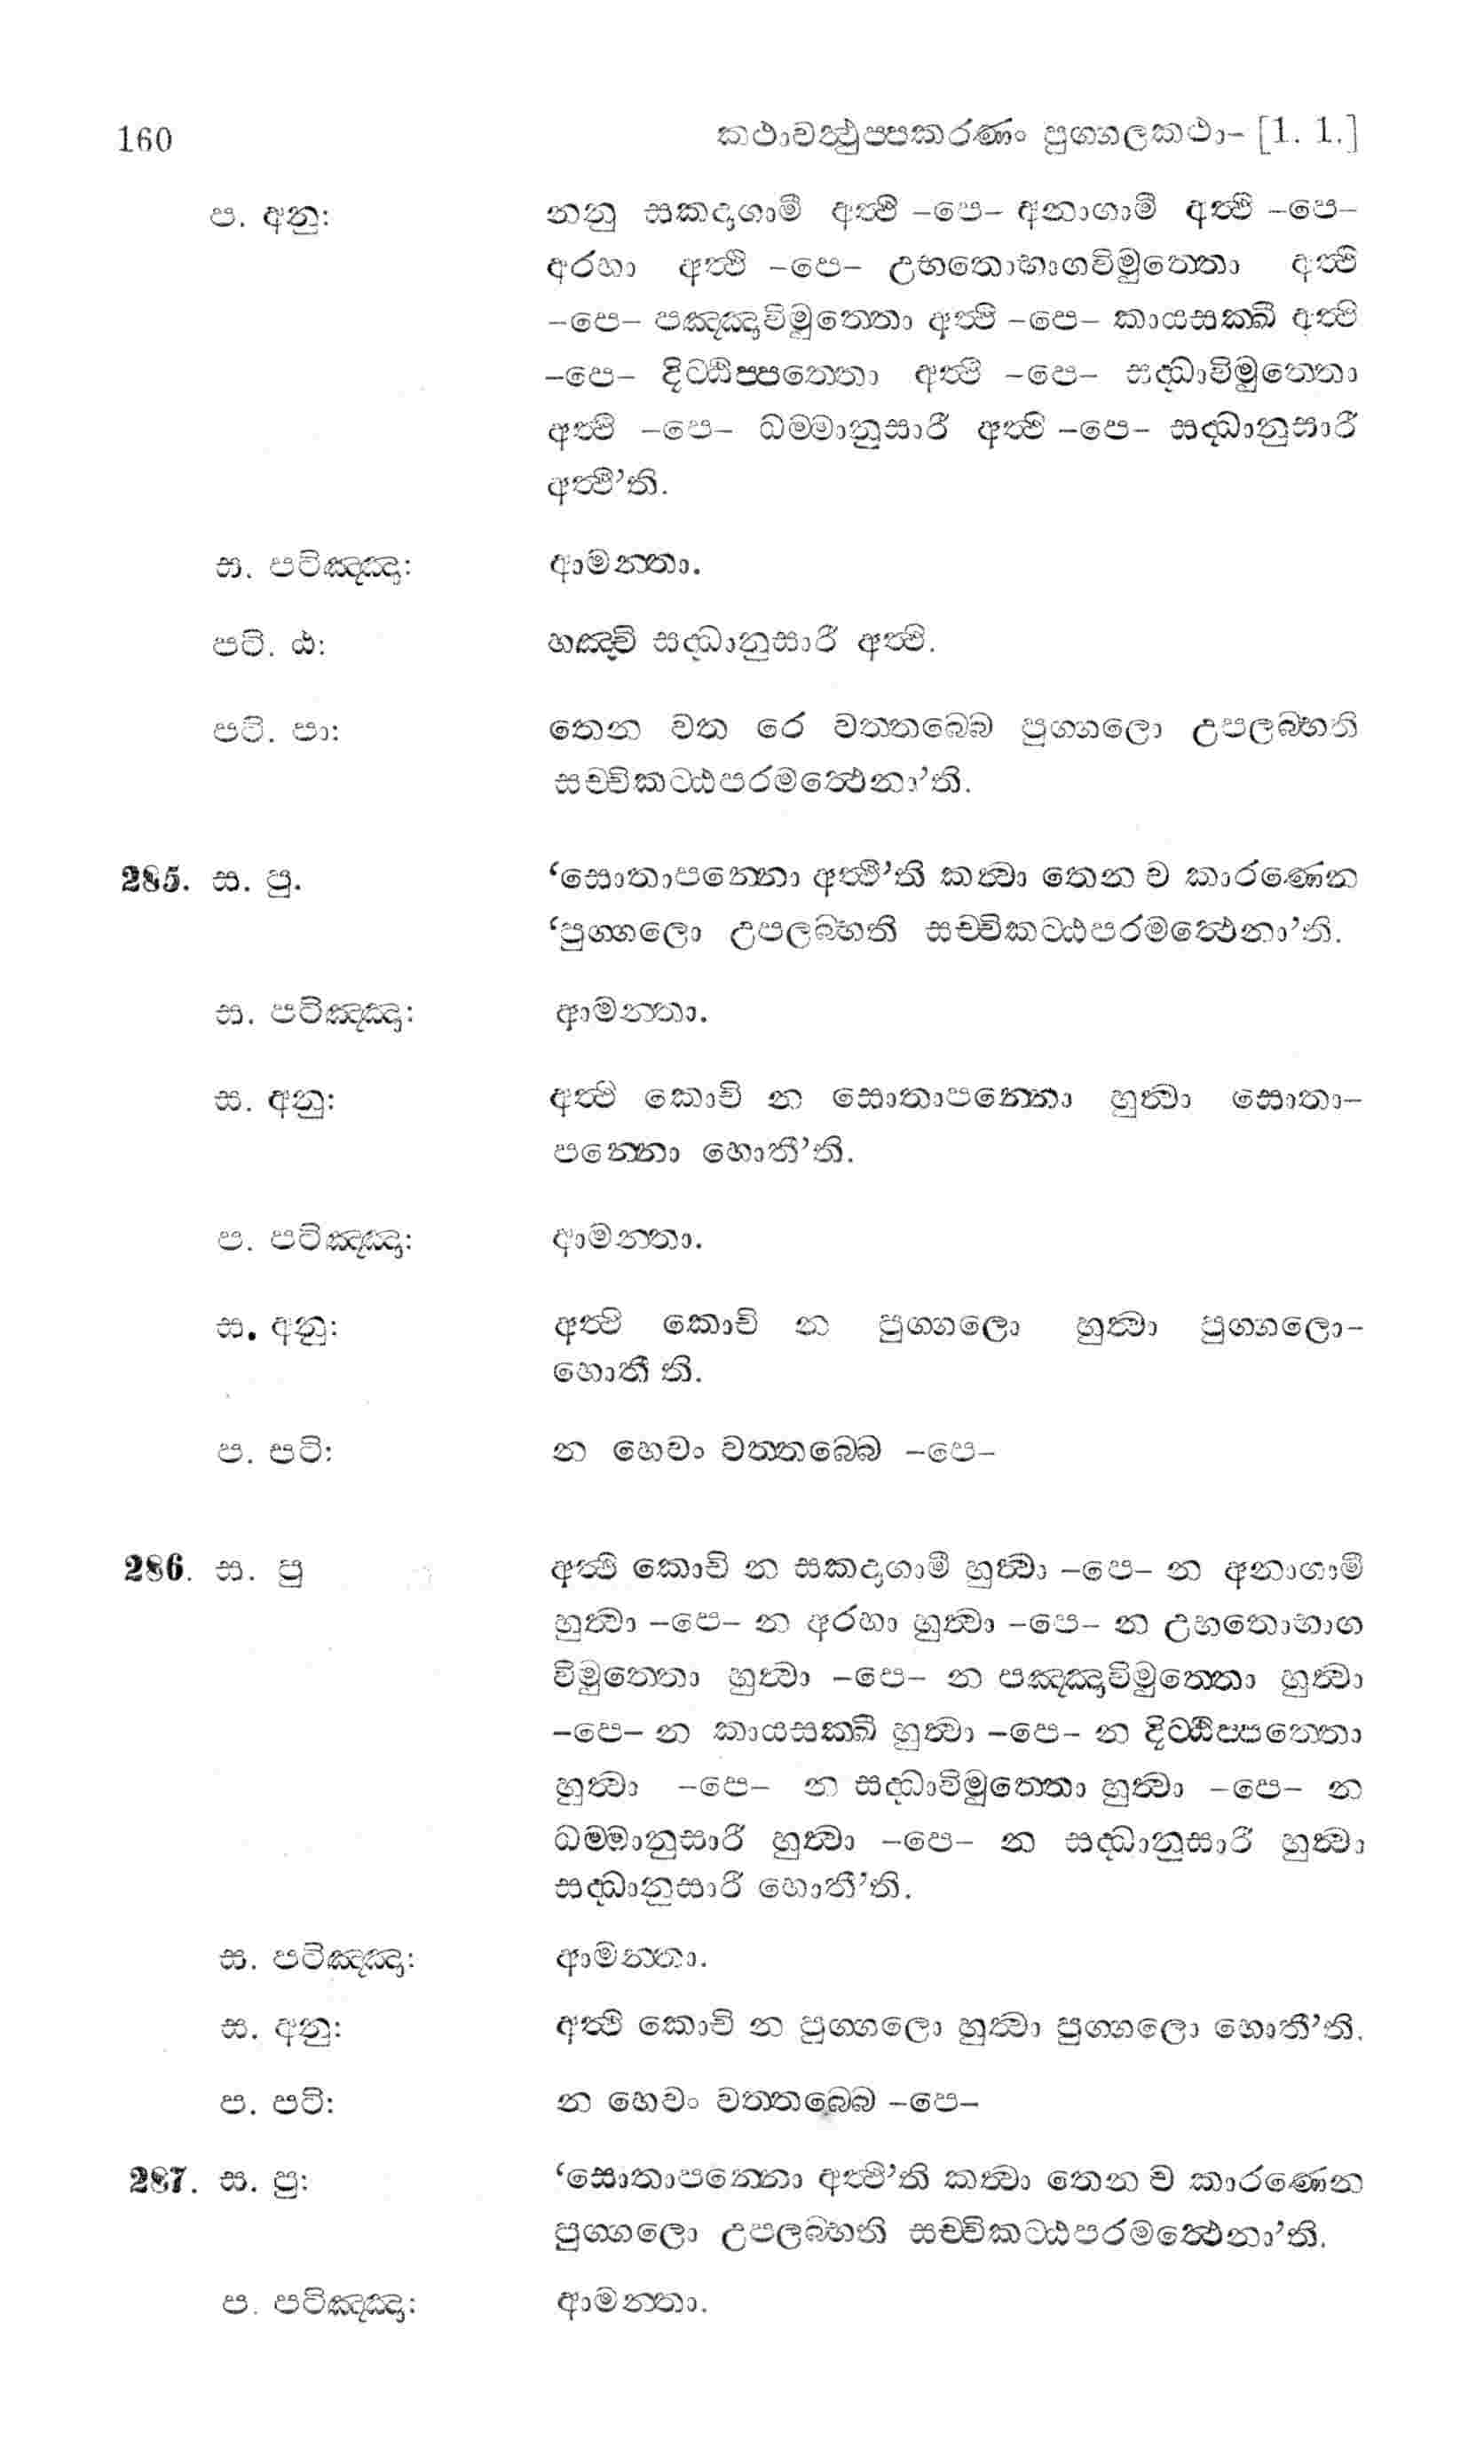 160 කථාවත්‍ථුප්පකරණං පුග්ගලකථා- [1. 1.]
ප. අනු: නනු සකදාගාමී අත්‍ථි –පෙ– අනාගාමී අත්‍ථි –පෙ–
අරහා අත්‍ථි –පෙ– උභතොභාගවිමුත්තො අත්‍ථි
–පෙ– පඤ්ඤාවිමුත්තො අත්‍ථි –පෙ– කායසක්ඛී අත්‍ථි
–පෙ– දිට්ඨිප්පත්තො අත්‍ථි –පෙ– සද්ධාවිමුත්තො
අත්‍ථි –පෙ– ධම්මානුසාරී අත්‍ථි –පෙ– සද්ධානුසාරී
අත්‍ථී’ති.
ස. පටිඤ්ඤා: ආමන්තා.
පටි. ඨ: හඤ්චි සද්ධානුසාරී අත්‍ථි.
පටි. පා: තෙන වත රෙ වත්තබ්බෙ පුග්ගලො උපලබ්භති
සච්චිකට්ඨපරමත්‍ථෙනා’ති.
285. ස. පු. ‘සොතාපන්නො අත්‍ථී’ති කත්‍වා තෙන ච කාරණෙන
‘පුග්ගලො උපලබ්භති සච්චිකට්ඨපරමත්‍ථෙනා’ති.
ස. පටිඤ්ඤා: ආමන්තා.
ස. අනු: අත්‍ථි කොචි න සොතාපන්නො හුත්‍වා සොතා–
පන්නො හොතී’ති.
ප. පටිඤ්ඤා: ආමන්තා.
ස. අනු: අත්‍ථි කොචි න පුග්ගලො හුත්‍වා පුග්ගලො–
හොතී ති.
ප. පටි: න හෙවං වත්තබ්බෙ –පෙ–
286. ස. පු අත්‍ථි කොචි න සකදාගාමී හුත්‍වා –පෙ– න අනාගාමී
හුත්‍වා –පෙ– න අරහා හුත්‍වා –පෙ– න උභතොභාග
විමුත්තො හුත්‍වා –පෙ– න පඤ්ඤාවිමුත්තො හුත්‍වා
–පෙ– න කායසක්ඛී හුත්‍වා –පෙ– න දිට්ඨිප්පත්තො
හුත්‍වා –පෙ– න සද්ධාවිමුත්තො හුත්‍වා –පෙ– න
ධම්මානුසාරී හුත්‍වා –පෙ– න සද්ධානුසාරී හුත්‍වා
සද්ධානුසාරී හොතී’ති.
ස. පටිඤ්ඤා: ආමන්තා.
ස. අනු: අත්‍ථි කොචි න පුග්ගලො හුත්‍වා පුග්ගලො හොතී’ති.
ප. පටි: න හෙවං වත්තබ්බෙ –පෙ–
287. ස. පු: ‘සොතාපන්නො අත්‍ථී’ති කත්‍වා තෙන ච කාරණෙන
පුග්ගලො උපලබ්භති සච්චිකට්ඨපරමත්‍ථෙනා’ති.
ප. පටිඤ්ඤා: ආමන්තා.